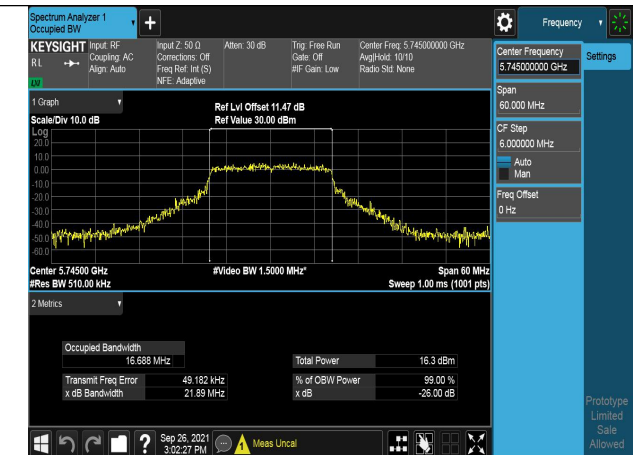 Spectrum Analyzer 1
Occupied BW
+
Frequency
KEYSIGHT
RL
LXI
Input: RF
Coupling: AC
Align: Auto
Input Z: 50 Ω
Corrections: Off
Freq Ref: Int (S)
NFE: Adaptive
Atten: 30 dB
Trig: Free Run
Gate: Off
#IF Gain: Low
Center Freq: 5.745000000 GHz
Avg|Hold: 10/10
Radio Std: None
Center Frequency
5.745000000 GHz
Settings
Span
60.000 MHz
CF Step
6.000000 MHz
Auto
Man
Freq Offset
0 Hz
1 Graph
Scale/Div 10.0 dB
Ref Lvl Offset 11.47 dB
Ref Value 30.00 dBm
Log
20.0
10.0
0.00
-10.0
-20.0
-30.0
-40.0
-50.0
-60.0
Center 5.74500 GHz
#Video BW 1.5000 MHz*
Span 60 MHz
#Res BW 510.00 kHz
Sweep 1.00 ms (1001 pts)
2 Metrics
Occupied Bandwidth
16.688 MHz
Total Power 16.3 dBm
Transmit Freq Error 49.182 kHz
% of OBW Power 99.00 %
x dB Bandwidth 21.89 MHz
x dB -26.00 dB
Prototype
Limited
Sale
Allowed
?
Sep 26, 2021
3:02:27 PM
Meas Uncal